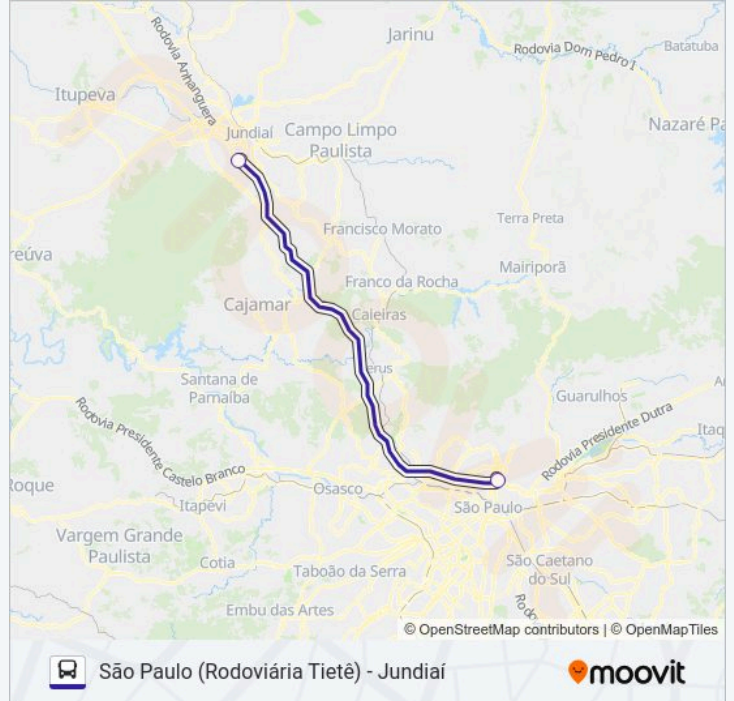 Jarinu
Rodovia Dom Pedro I
Batatuba
Rodovia Anhanguera
Itupeva
Nazaré Pa
Jundiaí
Campo Limpo
Paulista
Terra Preta
Francisco Morato
reúva
Mairiporã
Franco da Rocha
Cajamar
Caieiras
erus
Santana de
Parnaíba
Guarulhos
Rodovia Presidente Dutra
Rodovia Presidente Castelo Branco
Itaq
Roque
Osasco
Itapevi
São Paulo
Vargem Grande
Paulista
Cotia
Taboão da Serra
São Caetano
do Sul
Embu das Artes
Rodo
© OpenStreetMap contributors | © OpenMapTiles
São Paulo (Rodoviária Tietê) - Jundiaí
moovit